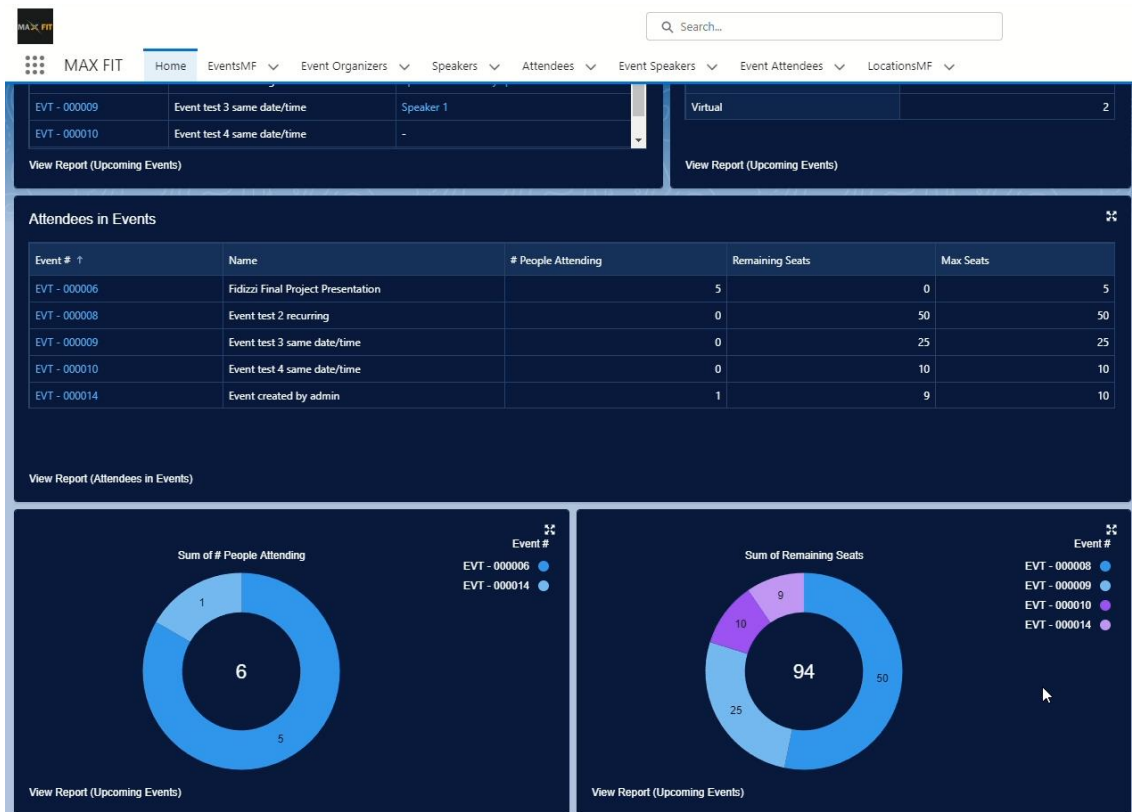 MAX FIT
Search...
MAX FIT Home EventsMF Event Organizers Speakers Attendees Event Speakers Event Attendees LocationsMF
EVT - 000009 Event test 3 same date/time Speaker 1
EVT - 000010 Event test 4 same date/time -
View Report (Upcoming Events)
Virtual 2
View Report (Upcoming Events)
Attendees in Events
Event # ↑ Name # People Attending Remaining Seats Max Seats
EVT - 000006 Fidizzi Final Project Presentation 5 0 5
EVT - 000008 Event test 2 recurring 0 50 50
EVT - 000009 Event test 3 same date/time 0 25 25
EVT - 000010 Event test 4 same date/time 0 10 10
EVT - 000014 Event created by admin 1 9 10
View Report (Attendees in Events)
Sum of # People Attending
Event #
EVT - 000006
EVT - 000014
1
6
5
View Report (Upcoming Events)
Sum of Remaining Seats
Event #
EVT - 000008
EVT - 000009
EVT - 000010
EVT - 000014
9
10
94
50
25
View Report (Upcoming Events)